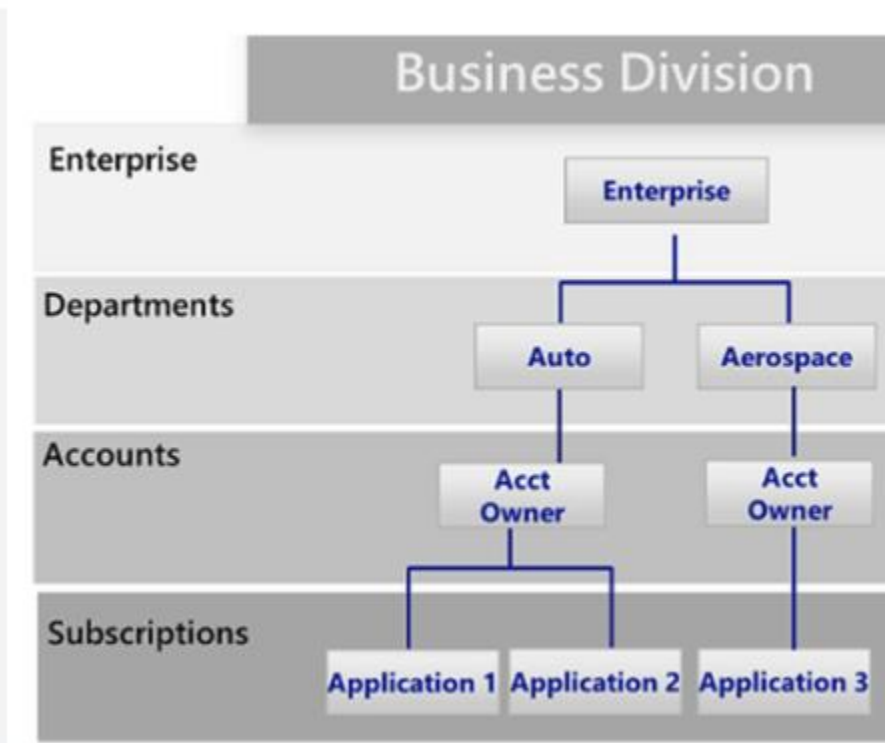 Business Division
Enterprise
Enterprise
Departments
Auto
Aerospace
Accounts
Acct
Owner
Acct
Owner
Subscriptions
Application 1
Application 2
Application 3